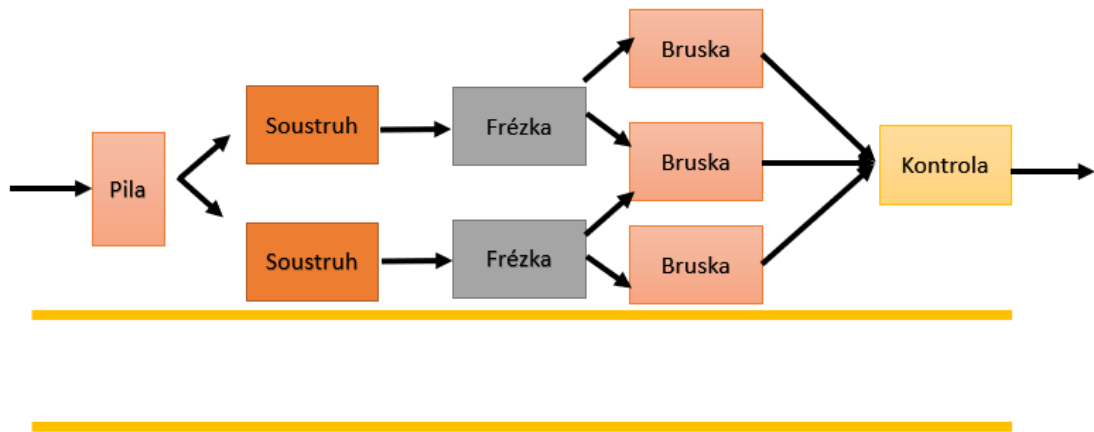 Pila
Soustruh
Soustruh
Frézka
Frézka
Bruska
Bruska
Bruska
Kontrola